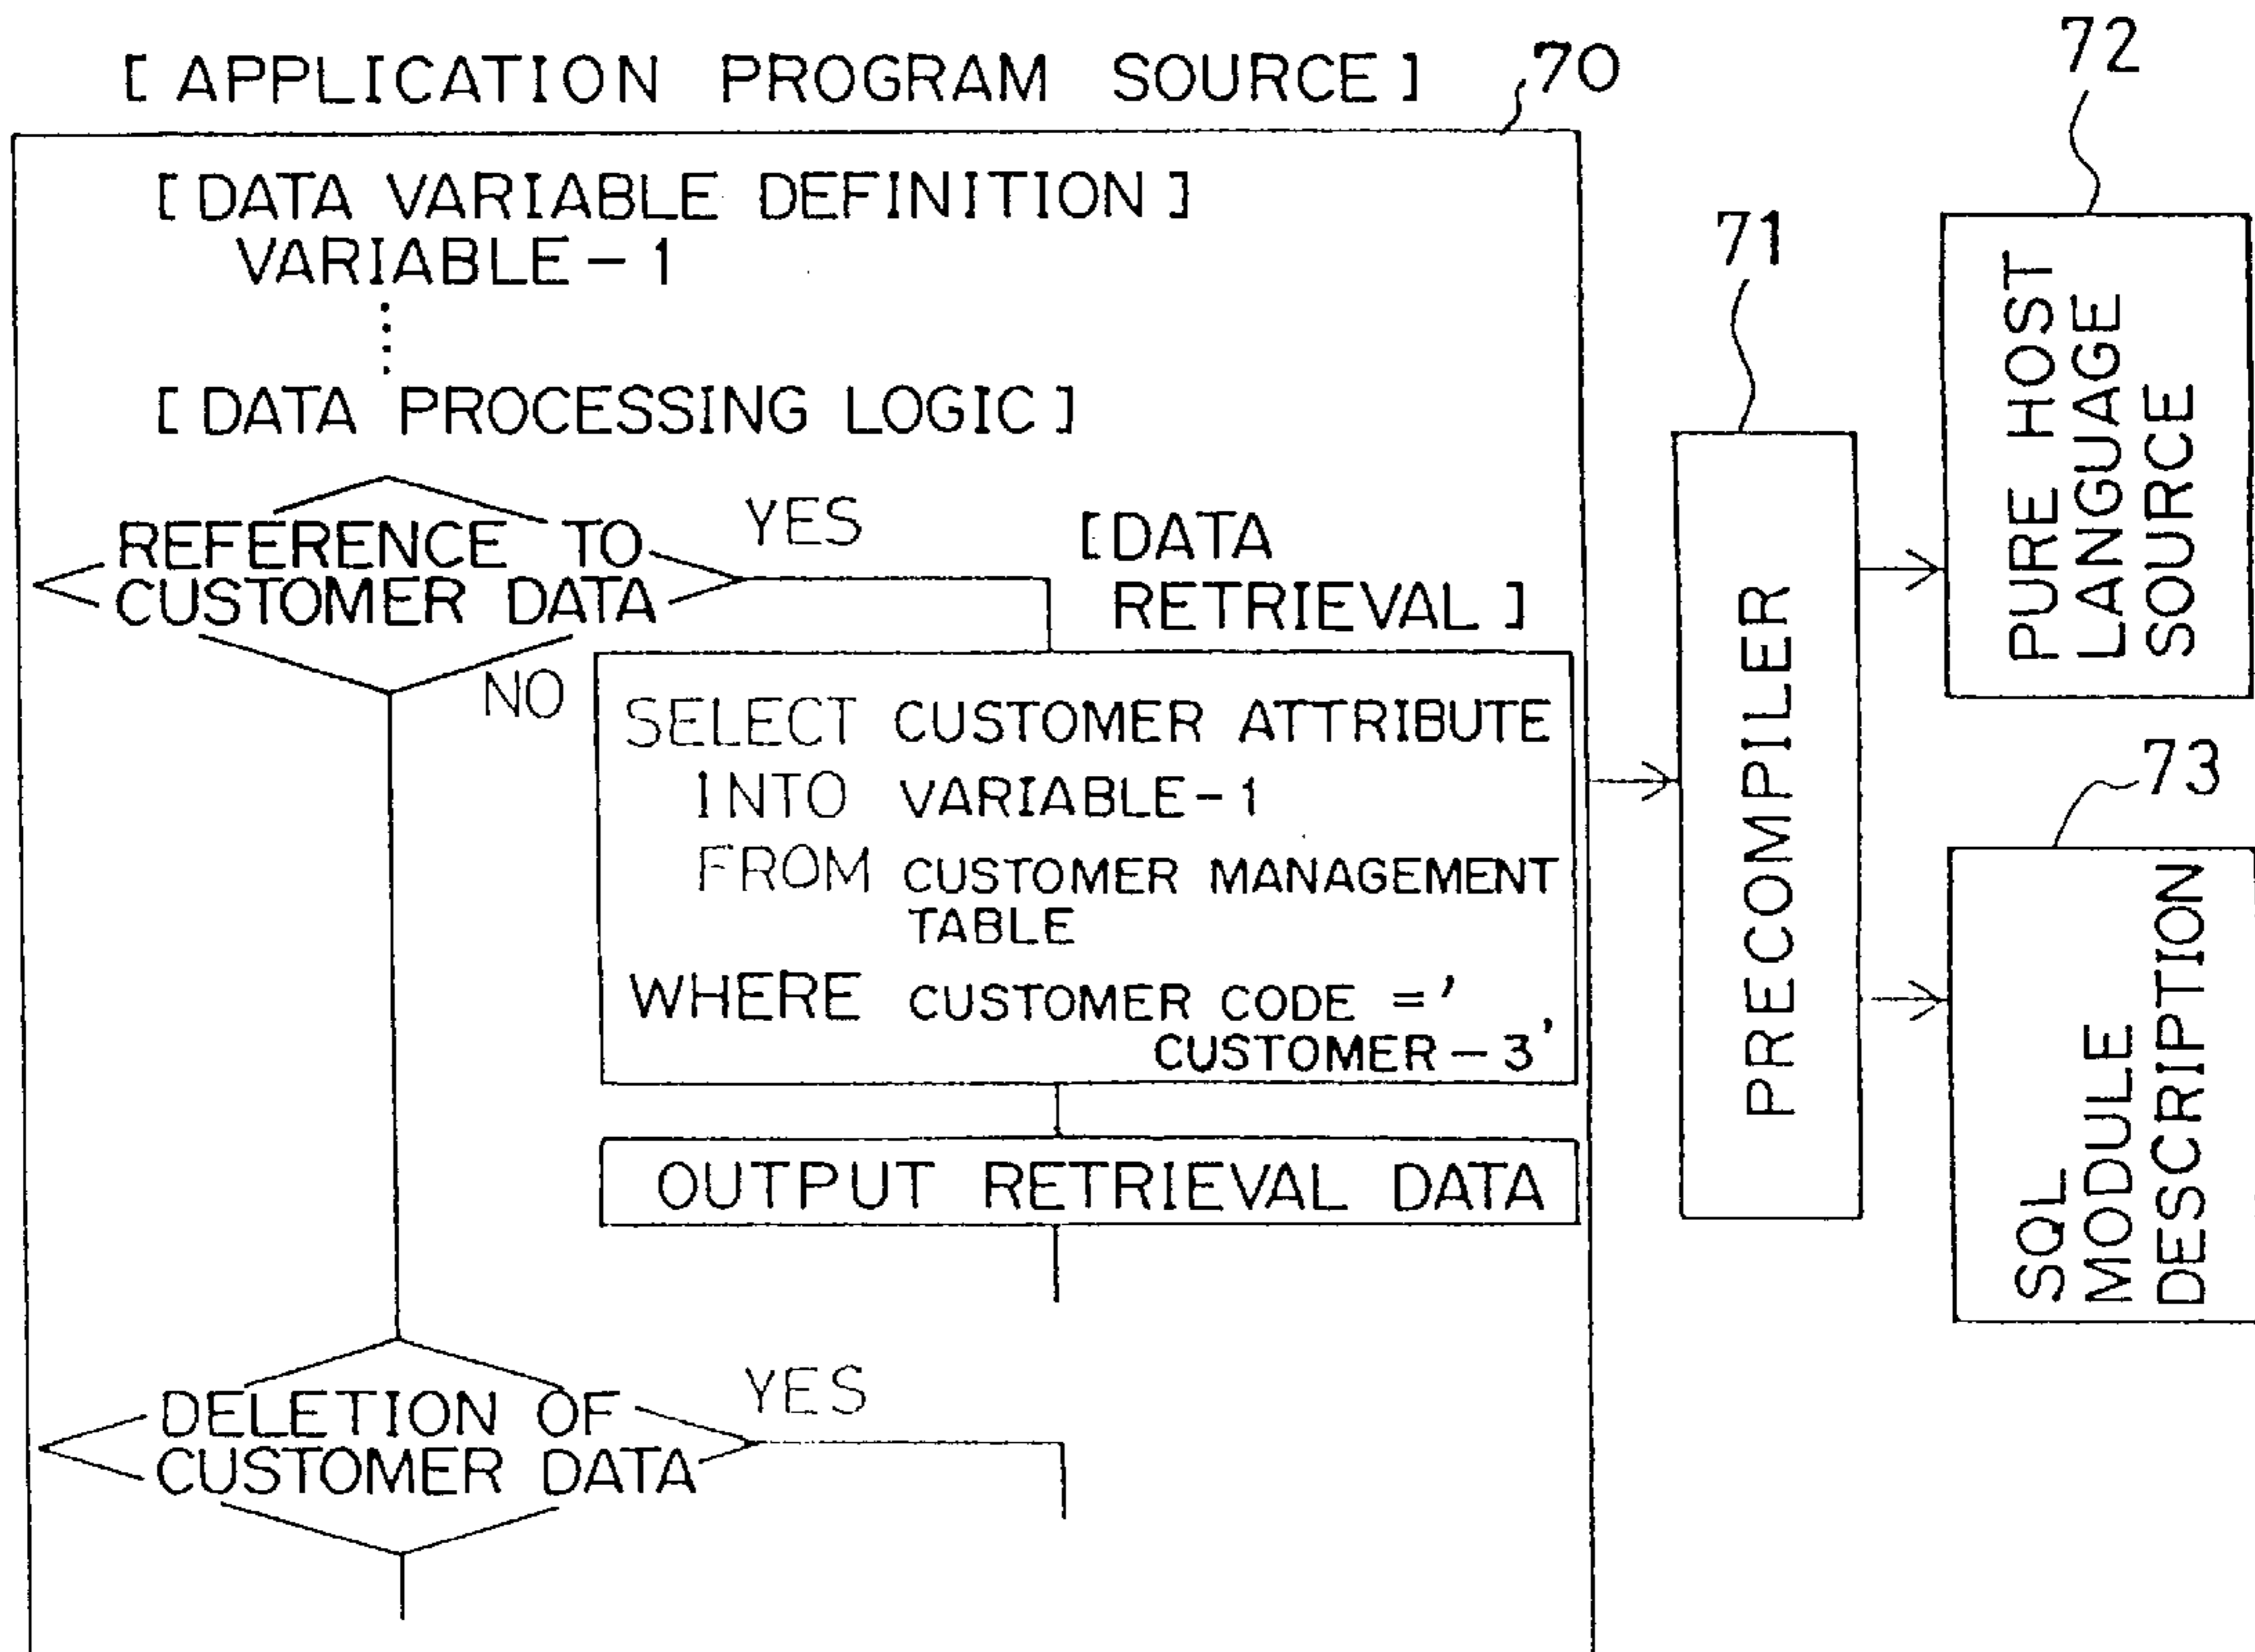 [ APPLICATION PROGRAM SOURCE ]
70
[ DATA VARIABLE DEFINITION ]
VARIABLE - 1
[ DATA PROCESSING LOGIC ]
REFERENCE TO
CUSTOMER DATA
YES
NO
[ DATA
RETRIEVAL ]
SELECT CUSTOMER ATTRIBUTE
INTO VARIABLE - 1
FROM CUSTOMER MANAGEMENT
TABLE
WHERE CUSTOMER CODE = '
CUSTOMER - 3'
OUTPUT RETRIEVAL DATA
DELETION OF
CUSTOMER DATA
YES
71
PRECOMPILER
72
PURE HOST
LANGUAGE
SOURCE
73
SQL
MODULE
DESCRIPTION